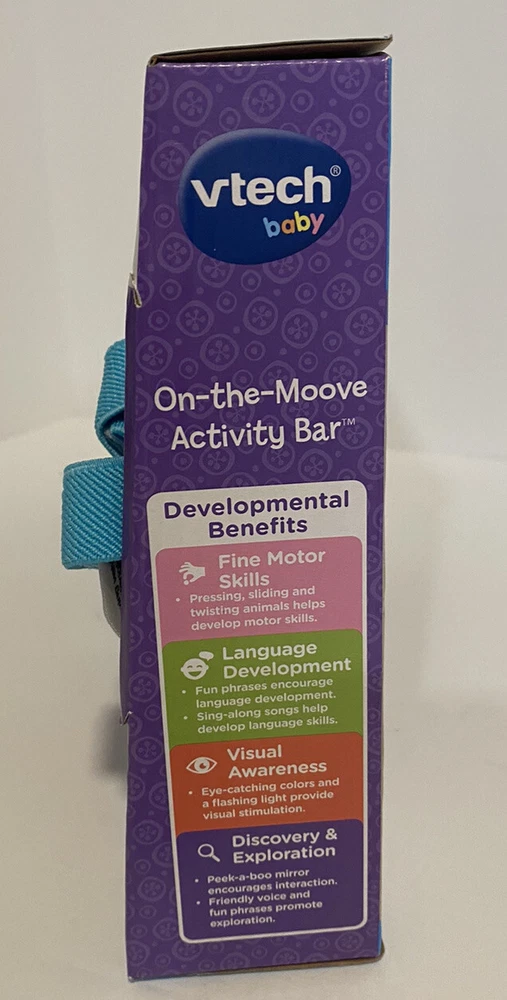 vtech®
baby
On-the-Moove
Activity Bar™
Developmental
Benefits
Fine Motor
Skills
• Pressing, sliding and
twisting animals helps
develop motor skills.
Language
Development
• Fun phrases encourage
language development.
• Sing-along songs help
develop language skills.
Visual
Awareness
• Eye-catching colors and
a flashing light provide
visual stimulation.
Discovery &
Exploration
• Peek-a-boo mirror
encourages interaction.
• Friendly voice and
fun phrases promote
exploration.